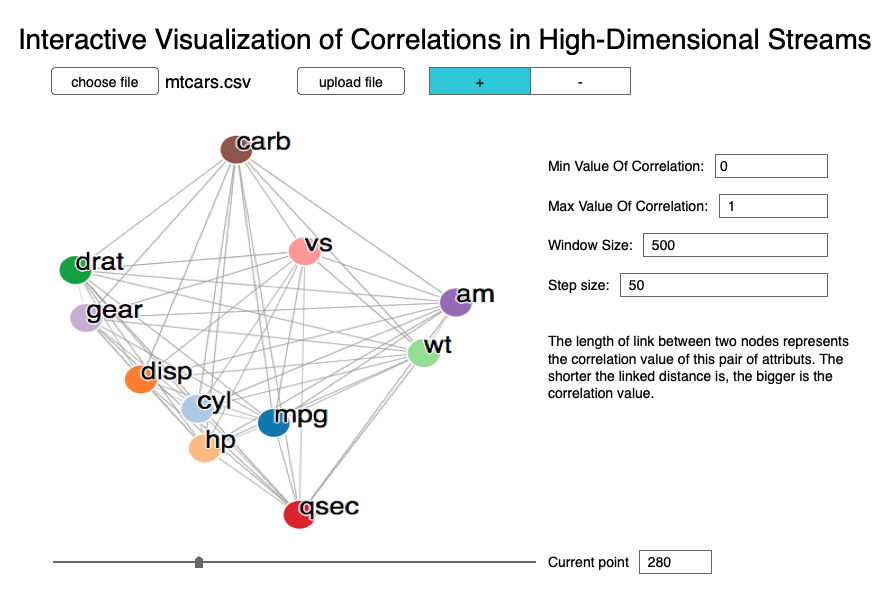 Interactive Visualization of Correlations in High-Dimensional Streams
choose file mtcars.csv upload file + -
carb
Min Value Of Correlation: 0
Max Value Of Correlation: 1
vs
Window Size: 500
drat
Step size: 50
am
gear
wt
The length of link between two nodes represents
the correlation value of this pair of attributs. The
shorter the linked distance is, the bigger is the
correlation value.
disp
cyl
mpg
hp
qsec
Current point 280